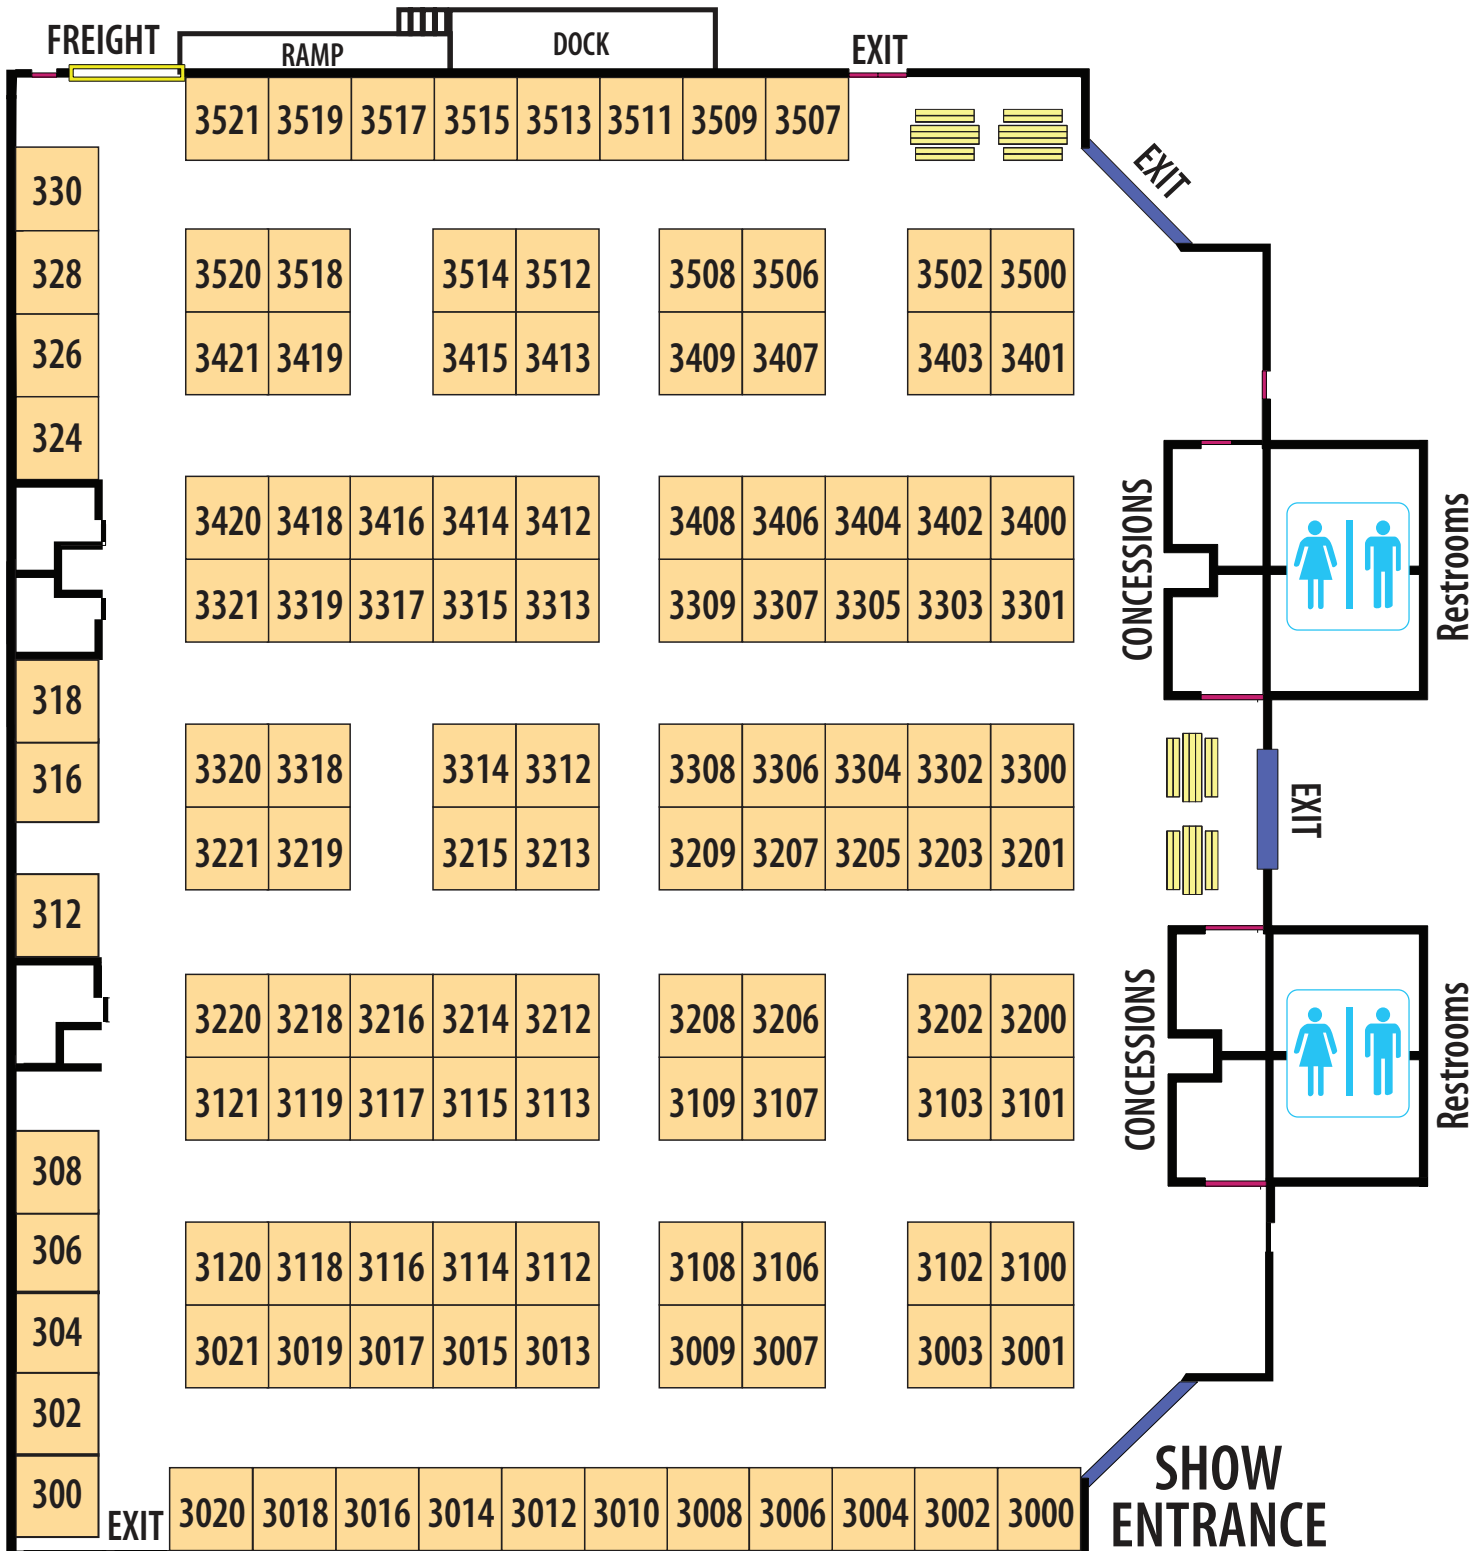 FREIGHT
RAMP
DOCK
EXIT
3521 3519 3517 3515 3513 3511 3509 3507
EXIT
330
328
326
324
3520 3518 3514 3512 3508 3506 3502 3500
3421 3419 3415 3413 3409 3407 3403 3401
3420 3418 3416 3414 3412 3408 3406 3404 3402 3400
3321 3319 3317 3315 3313 3309 3307 3305 3303 3301
CONCESSIONS
Restrooms
318
316
3320 3318 3314 3312 3308 3306 3304 3302 3300
3221 3219 3215 3213 3209 3207 3205 3203 3201
EXIT
312
3220 3218 3216 3214 3212 3208 3206 3202 3200
3121 3119 3117 3115 3113 3109 3107 3103 3101
CONCESSIONS
Restrooms
308
306
304
302
300
3120 3118 3116 3114 3112 3108 3106 3102 3100
3021 3019 3017 3015 3013 3009 3007 3003 3001
EXIT
3020 3018 3016 3014 3012 3010 3008 3006 3004 3002 3000
SHOW
ENTRANCE